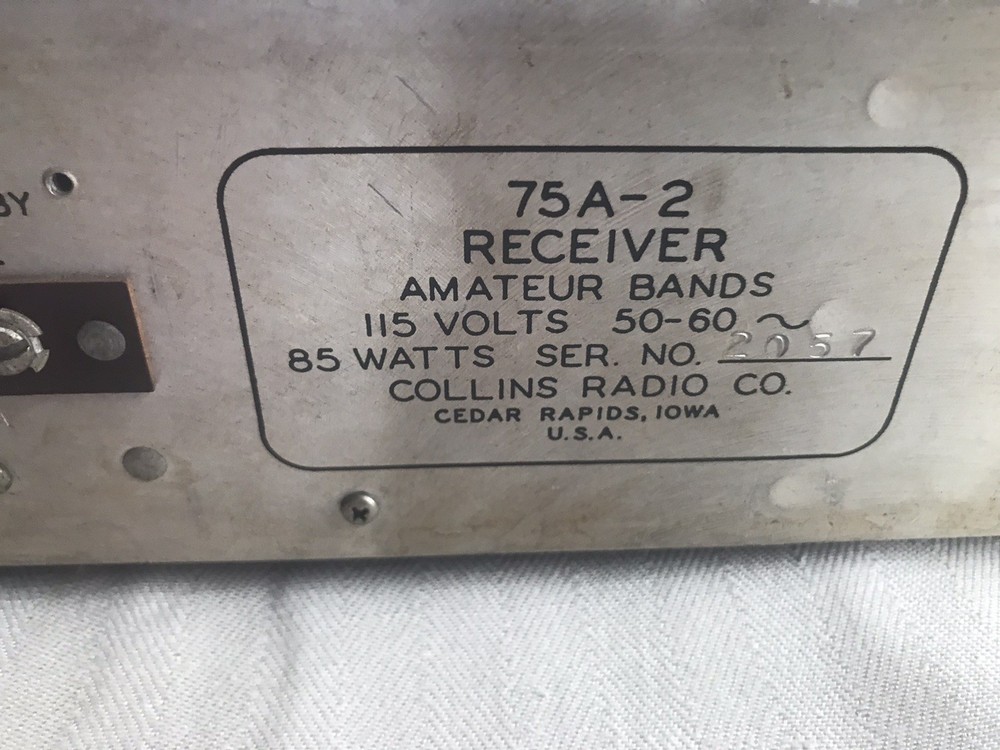 BY
75A-2
RECEIVER
AMATEUR BANDS
115 VOLTS 50-60 ~
85 WATTS SER. NO. 2057
COLLINS RADIO CO.
CEDAR RAPIDS, IOWA
U.S.A.